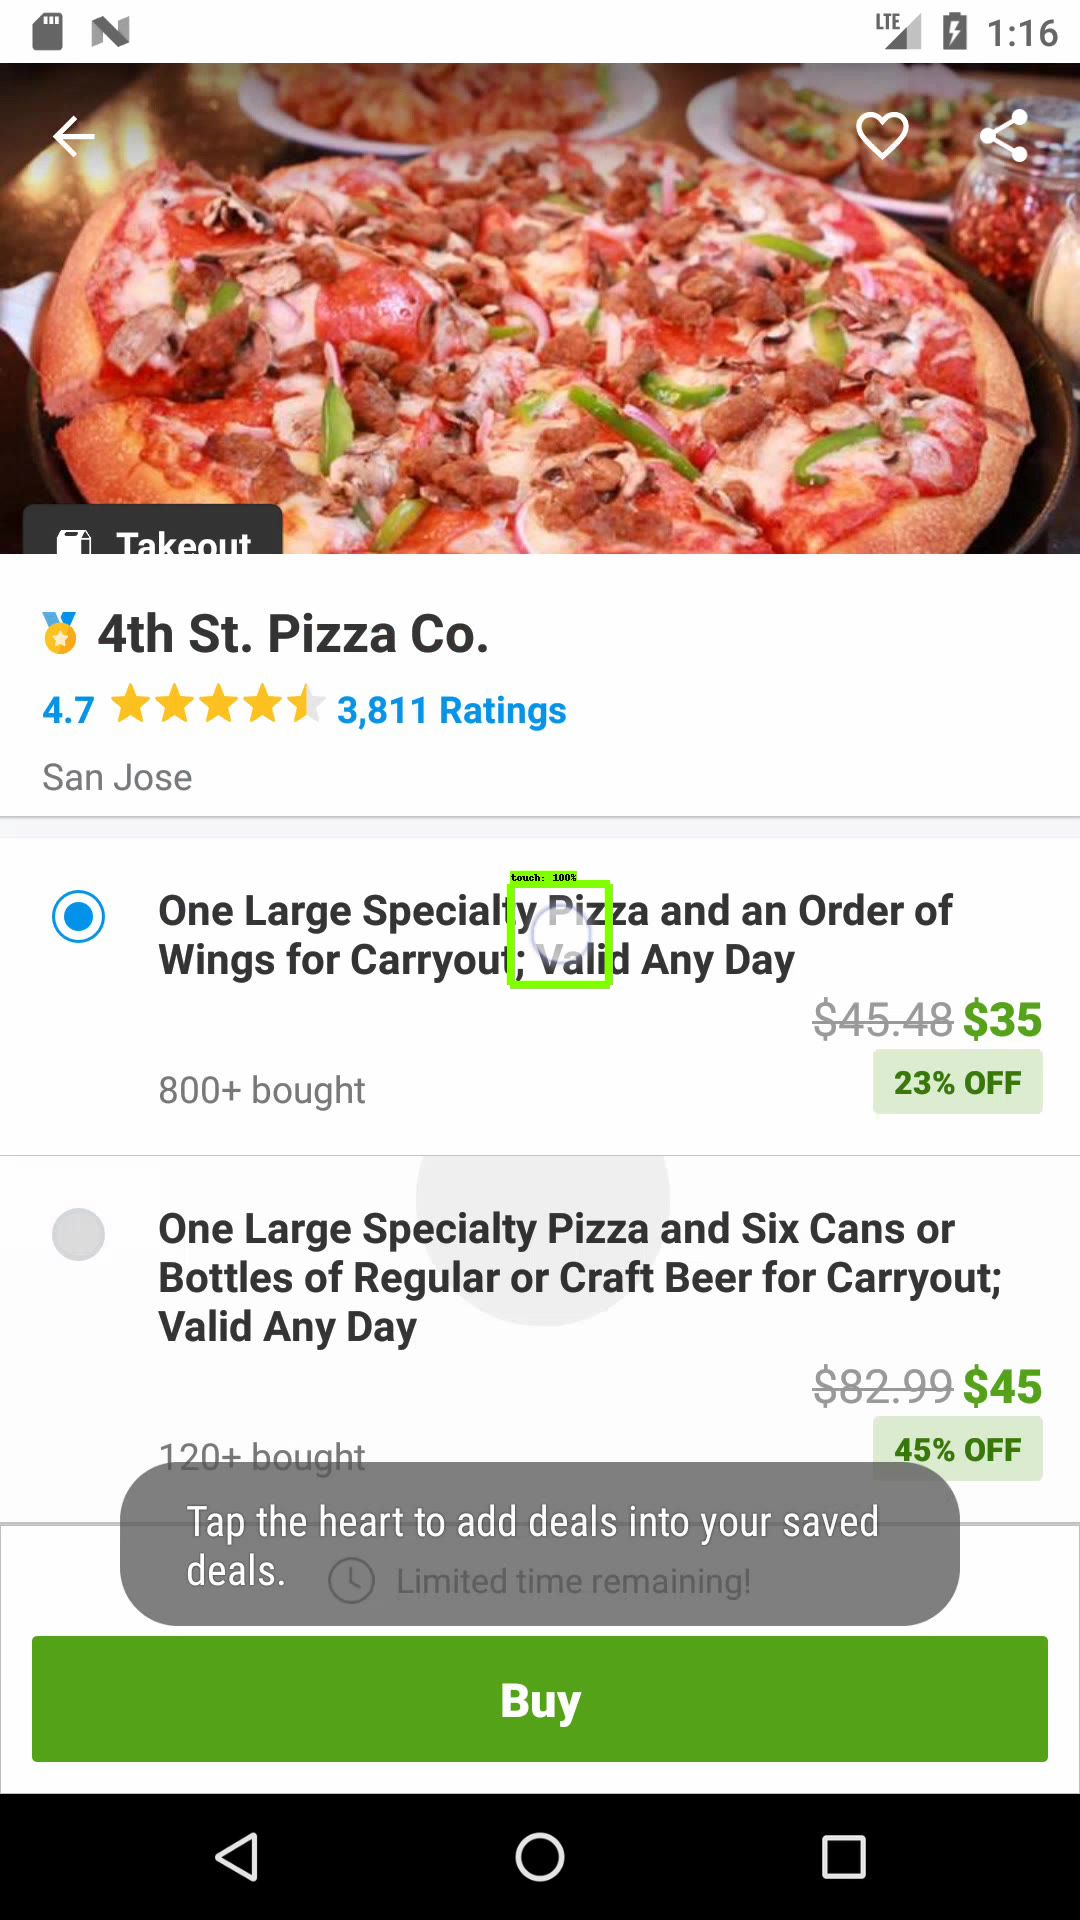 LTE 1:16
Takeout
4th St. Pizza Co.
4.7 3,811 Ratings
San Jose
touch: 100%
One Large Specialty Pizza and an Order of
Wings for Carryout; Valid Any Day
$45.48 $35
23% OFF
800+ bought
One Large Specialty Pizza and Six Cans or
Bottles of Regular or Craft Beer for Carryout;
Valid Any Day
$82.99 $45
45% OFF
120+ bought
Tap the heart to add deals into your saved
deals.
Limited time remaining!
Buy